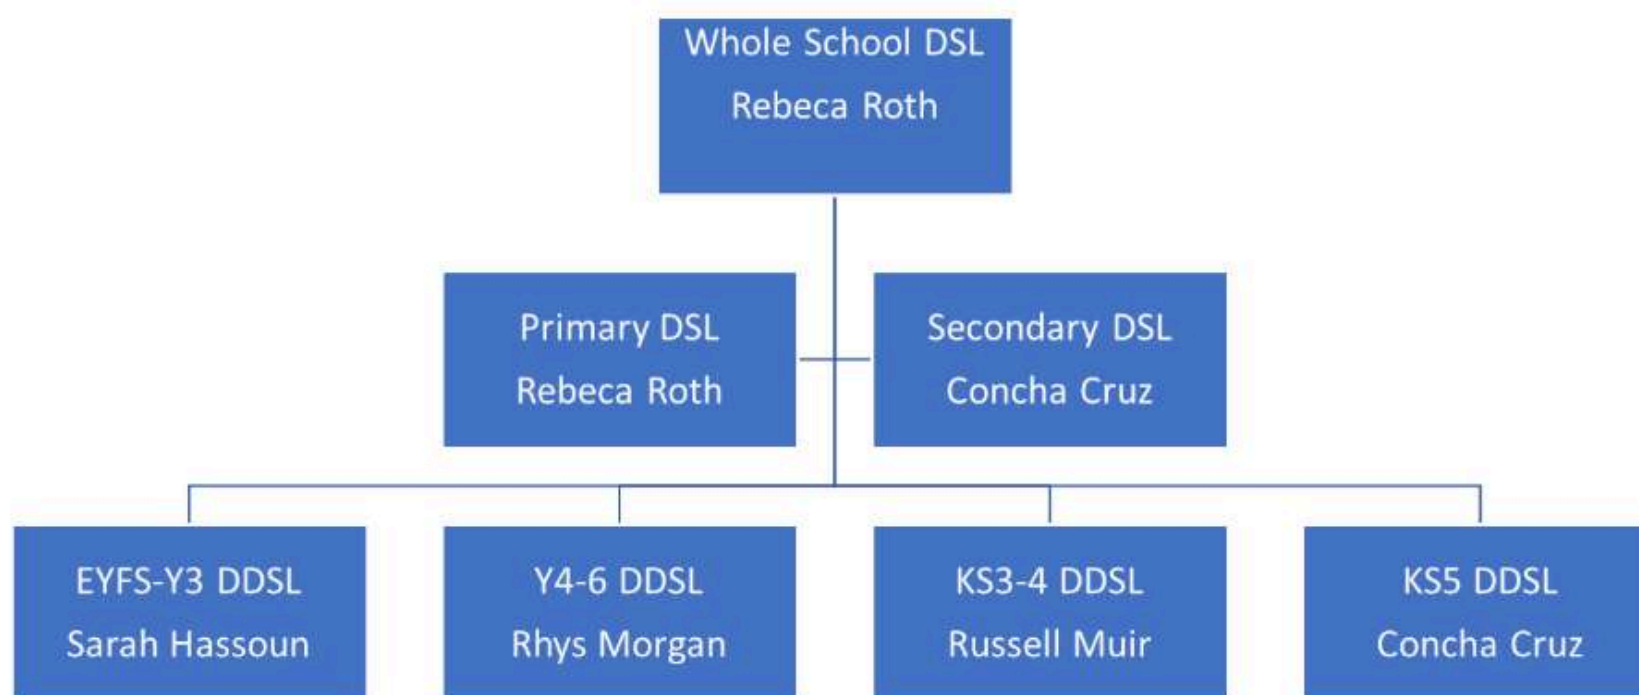 Whole School DSL
Rebeca Roth
Primary DSL
Rebeca Roth
Secondary DSL
Concha Cruz
EYFS-Y3 DDSL
Sarah Hassoun
Y4-6 DDSL
Rhys Morgan
KS3-4 DDSL
Russell Muir
KS5 DDSL
Concha Cruz